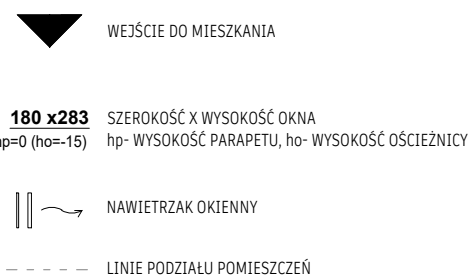 WEJŚCIE DO MIESZKANIA
180 x283 SZEROKOŚĆ X WYSOKOŚĆ OKNA
hp=0 (ho=-15) hp- WYSOKOŚĆ PARAPETU, ho- WYSOKOŚĆ OŚCIEŻNICY
NAWIETRZAK OKIENNY
LINIE PODZIAŁU POMIESZCZEŃ